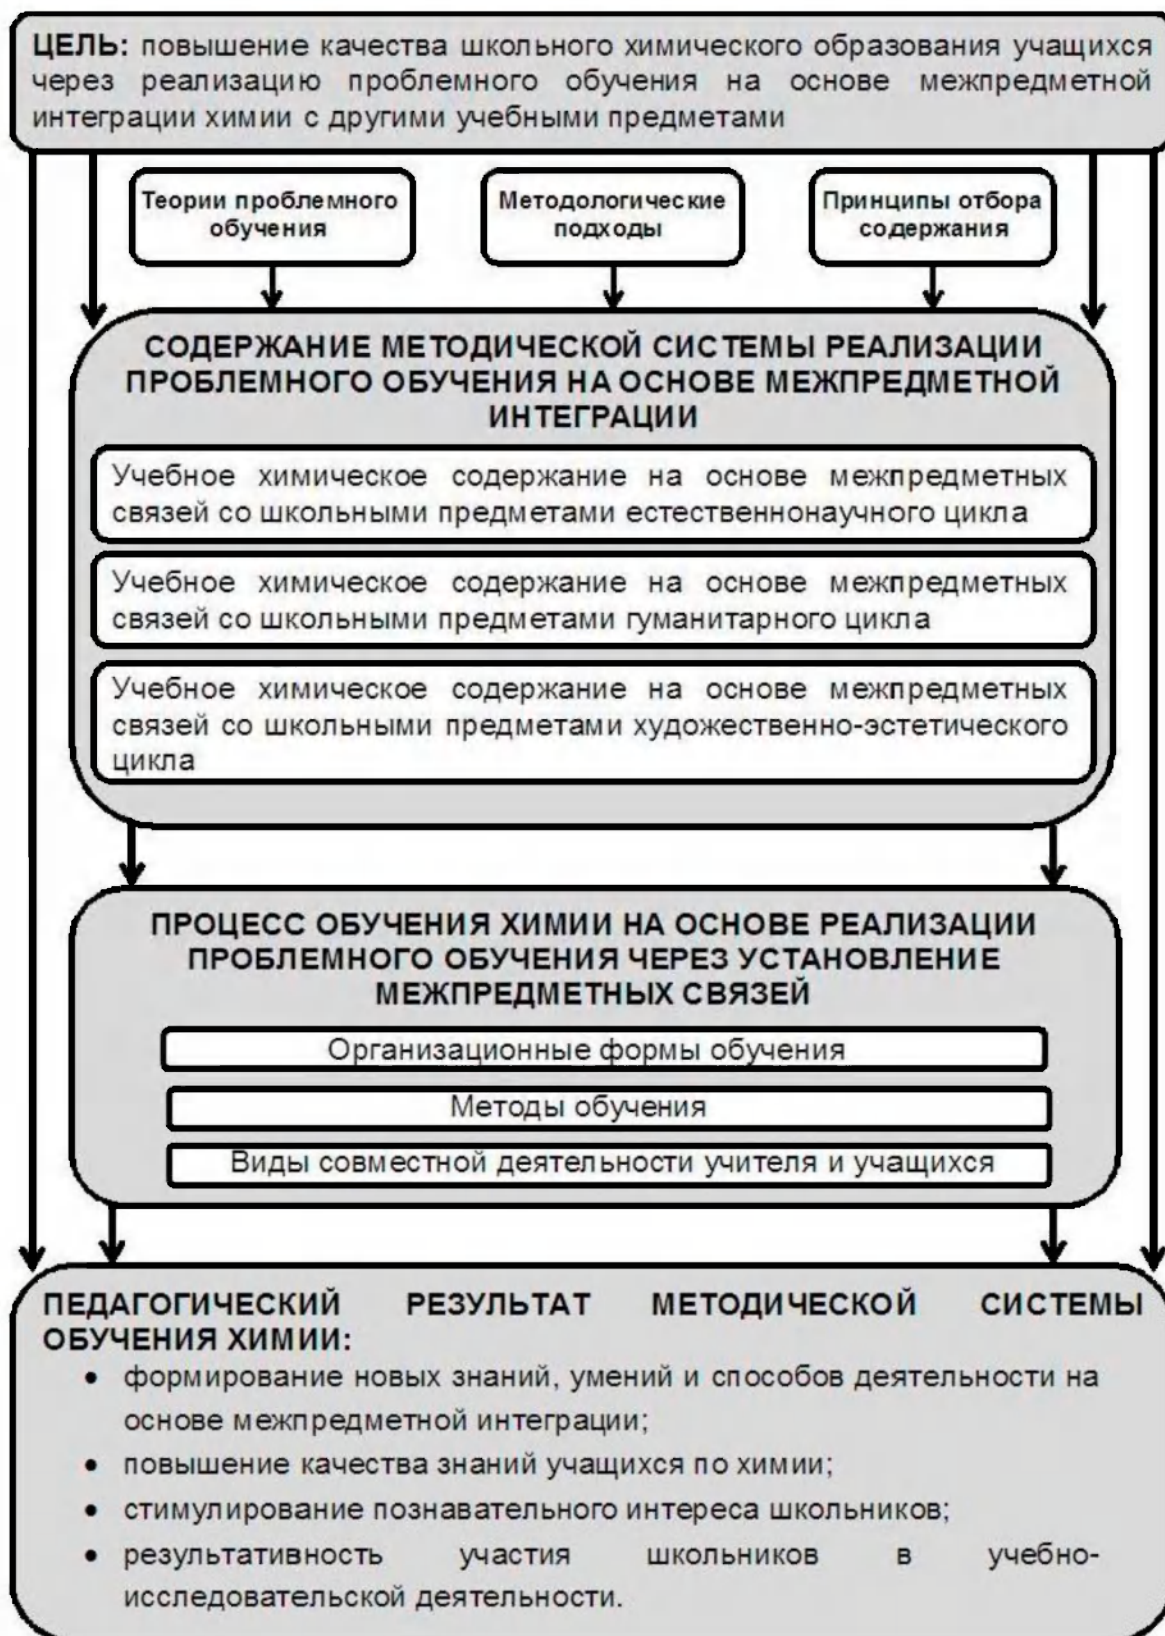 ЦЕЛЬ: повышение качества школьного химического образования учащихся
через реализацию проблемного обучения на основе межпредметной
интеграции химии с другими учебными предметами
Теории проблемного
обучения
Методологические
подходы
Принципы отбора
содержания
СОДЕРЖАНИЕ МЕТОДИЧЕСКОЙ СИСТЕМЫ РЕАЛИЗАЦИИ
ПРОБЛЕМНОГО ОБУЧЕНИЯ НА ОСНОВЕ МЕЖПРЕДМЕТНОЙ
ИНТЕГРАЦИИ
Учебное химическое содержание на основе межпредметных
связей со школьными предметами естественнонаучного цикла
Учебное химическое содержание на основе межпредметных
связей со школьными предметами гуманитарного цикла
Учебное химическое содержание на основе межпредметных
связей со школьными предметами художественно-эстетического
цикла
ПРОЦЕСС ОБУЧЕНИЯ ХИМИИ НА ОСНОВЕ РЕАЛИЗАЦИИ
ПРОБЛЕМНОГО ОБУЧЕНИЯ ЧЕРЕЗ УСТАНОВЛЕНИЕ
МЕЖПРЕДМЕТНЫХ СВЯЗЕЙ
Организационные формы обучения
Методы обучения
Виды совместной деятельности учителя и учащихся
ПЕДАГОГИЧЕСКИЙ РЕЗУЛЬТАТ МЕТОДИЧЕСКОЙ СИСТЕМЫ
ОБУЧЕНИЯ ХИМИИ:
• формирование новых знаний, умений и способов деятельности на
основе межпредметной интеграции;
• повышение качества знаний учащихся по химии;
• стимулирование познавательного интереса школьников;
• результативность участия школьников в учебно-
исследовательской деятельности.